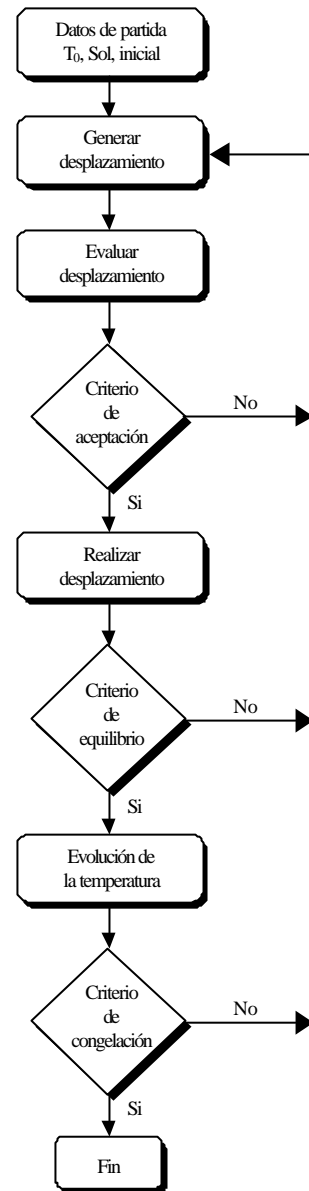 Datos de partida
T₀, Sol, inicial
Generar
desplazamiento
Evaluar
desplazamiento
Criterio
de
aceptación
No
Si
Realizar
desplazamiento
Criterio
de
equilibrio
No
Si
Evolución de
la temperatura
Criterio
de
congelación
No
Si
Fin